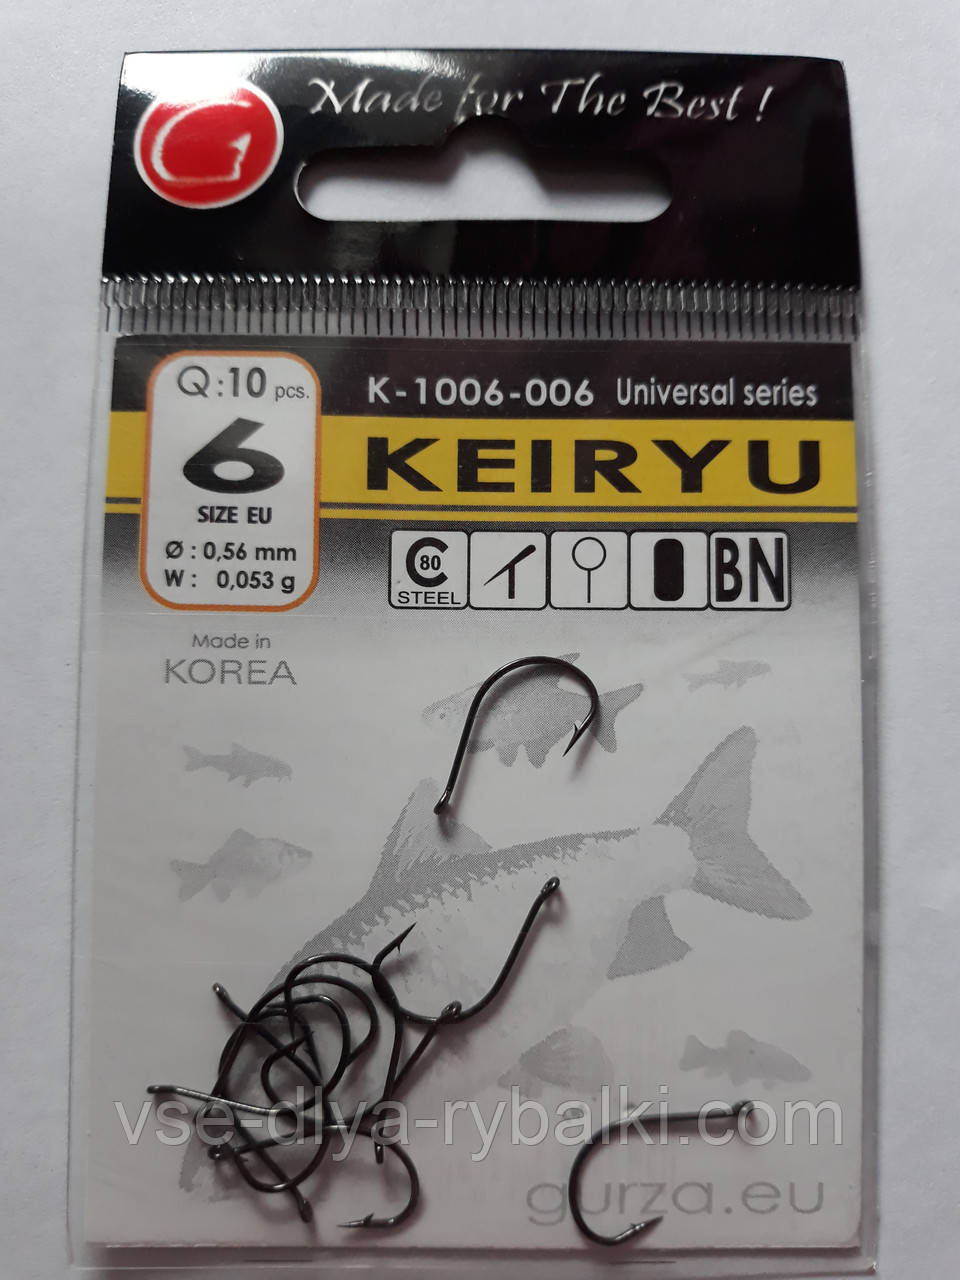 Made for The Best !
Q:10 pcs.
6
SIZE EU
Ø : 0,56 mm
W : 0,053 g
K-1006-006 Universal series
KEIRYU
C 80
STEEL
BN
Made in
KOREA
vse-dlya-rybalki.com
gurza.eu